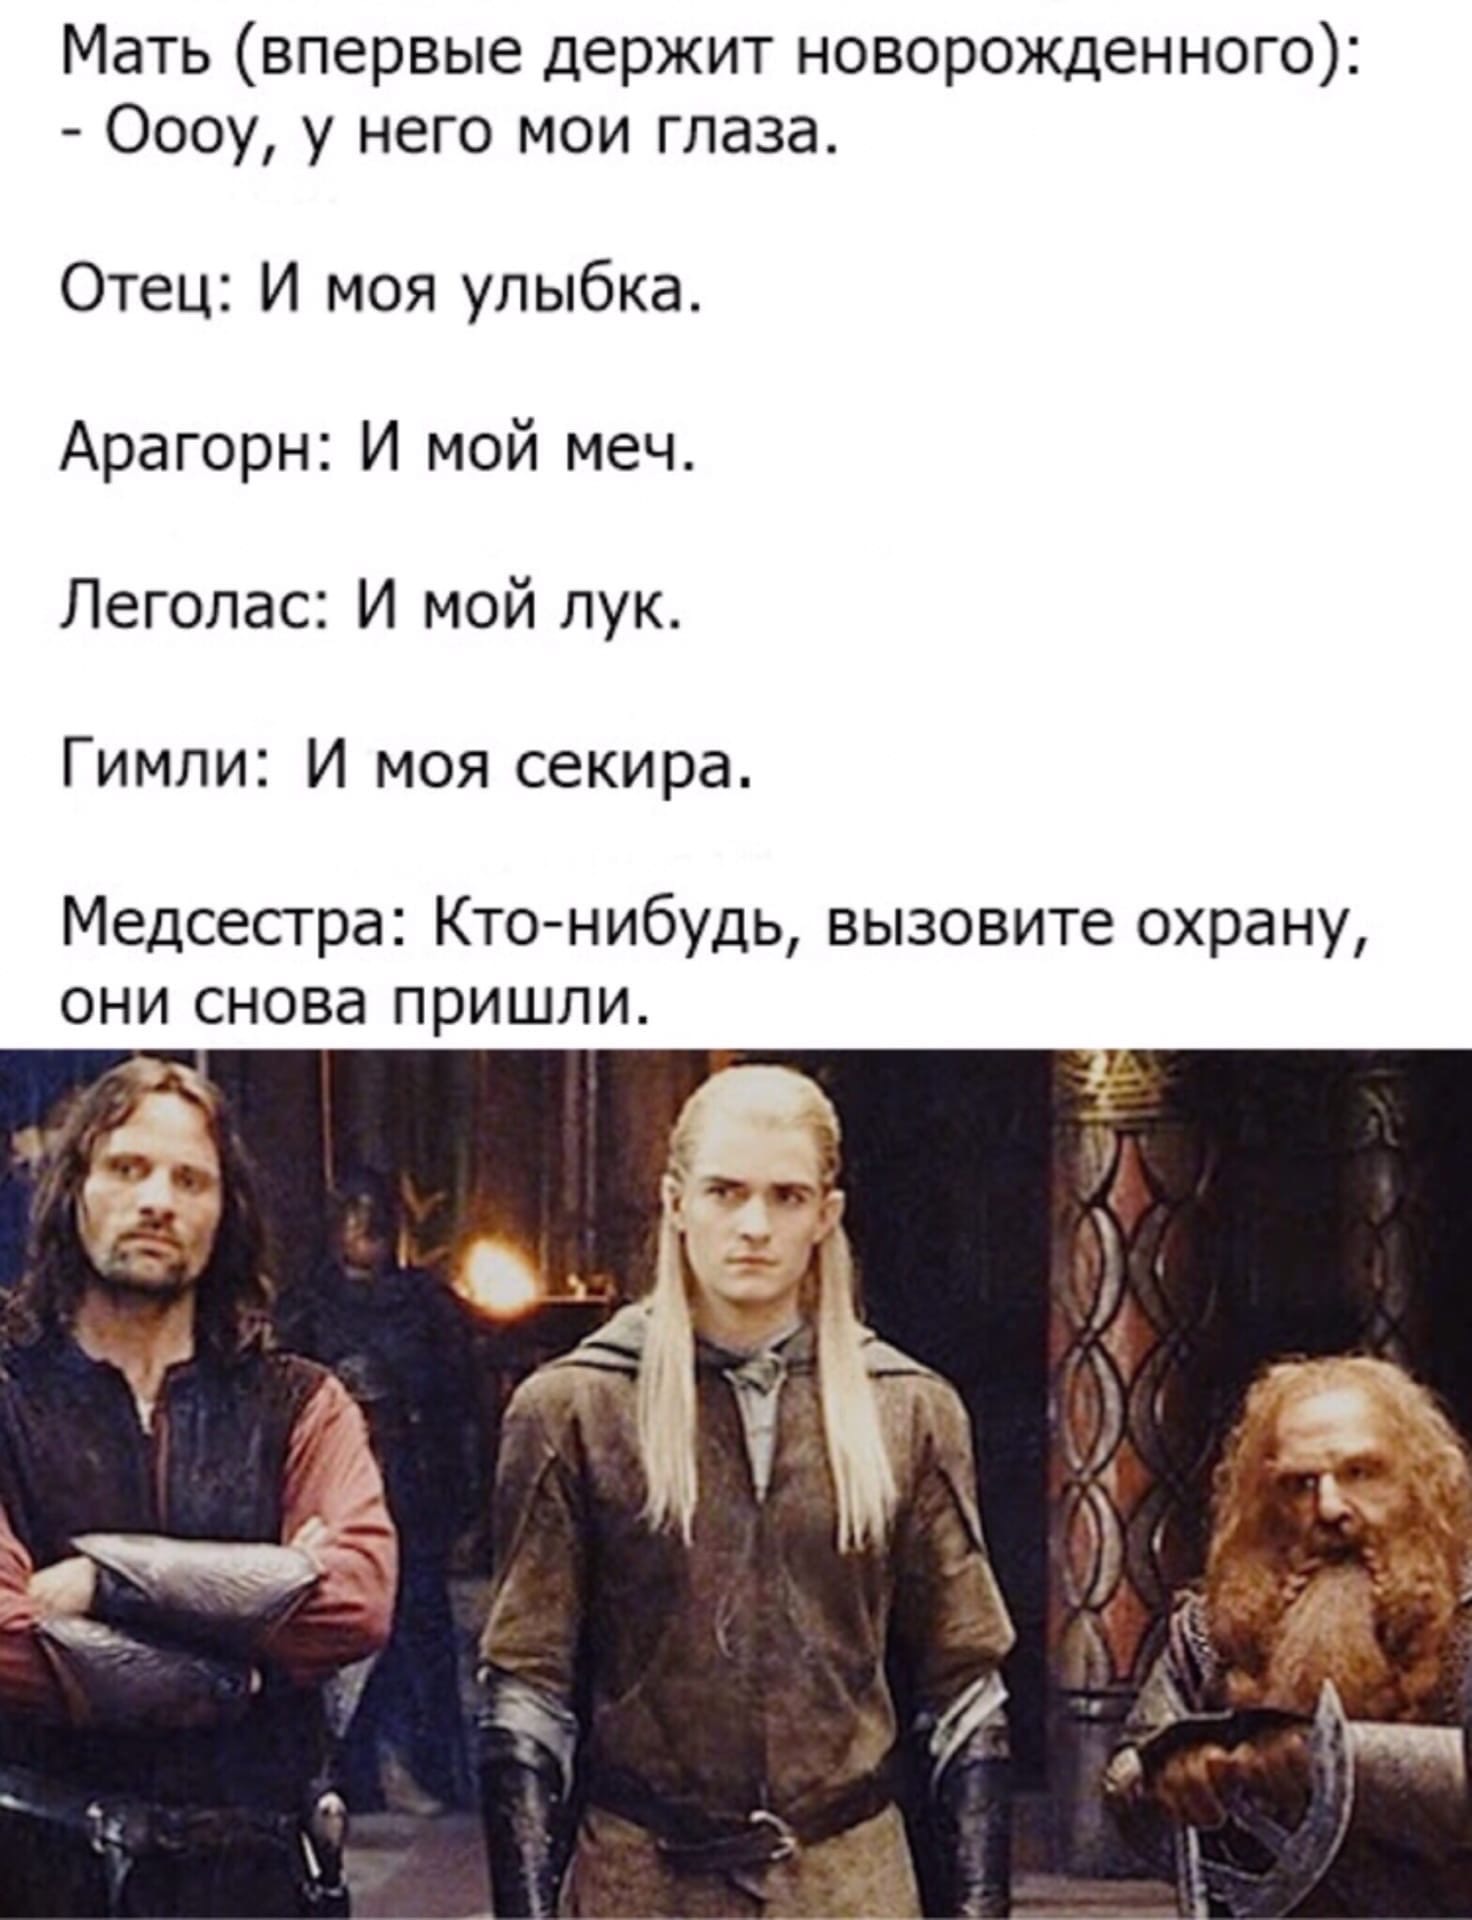 Мать (впервые держит новорожденного):
- Оооу, у него мои глаза.
Отец: И моя улыбка.
Арагорн: И мой меч.
Леголас: И мой лук.
Гимли: И моя секира.
Медсестра: Кто-нибудь, вызовите охрану,
они снова пришли.